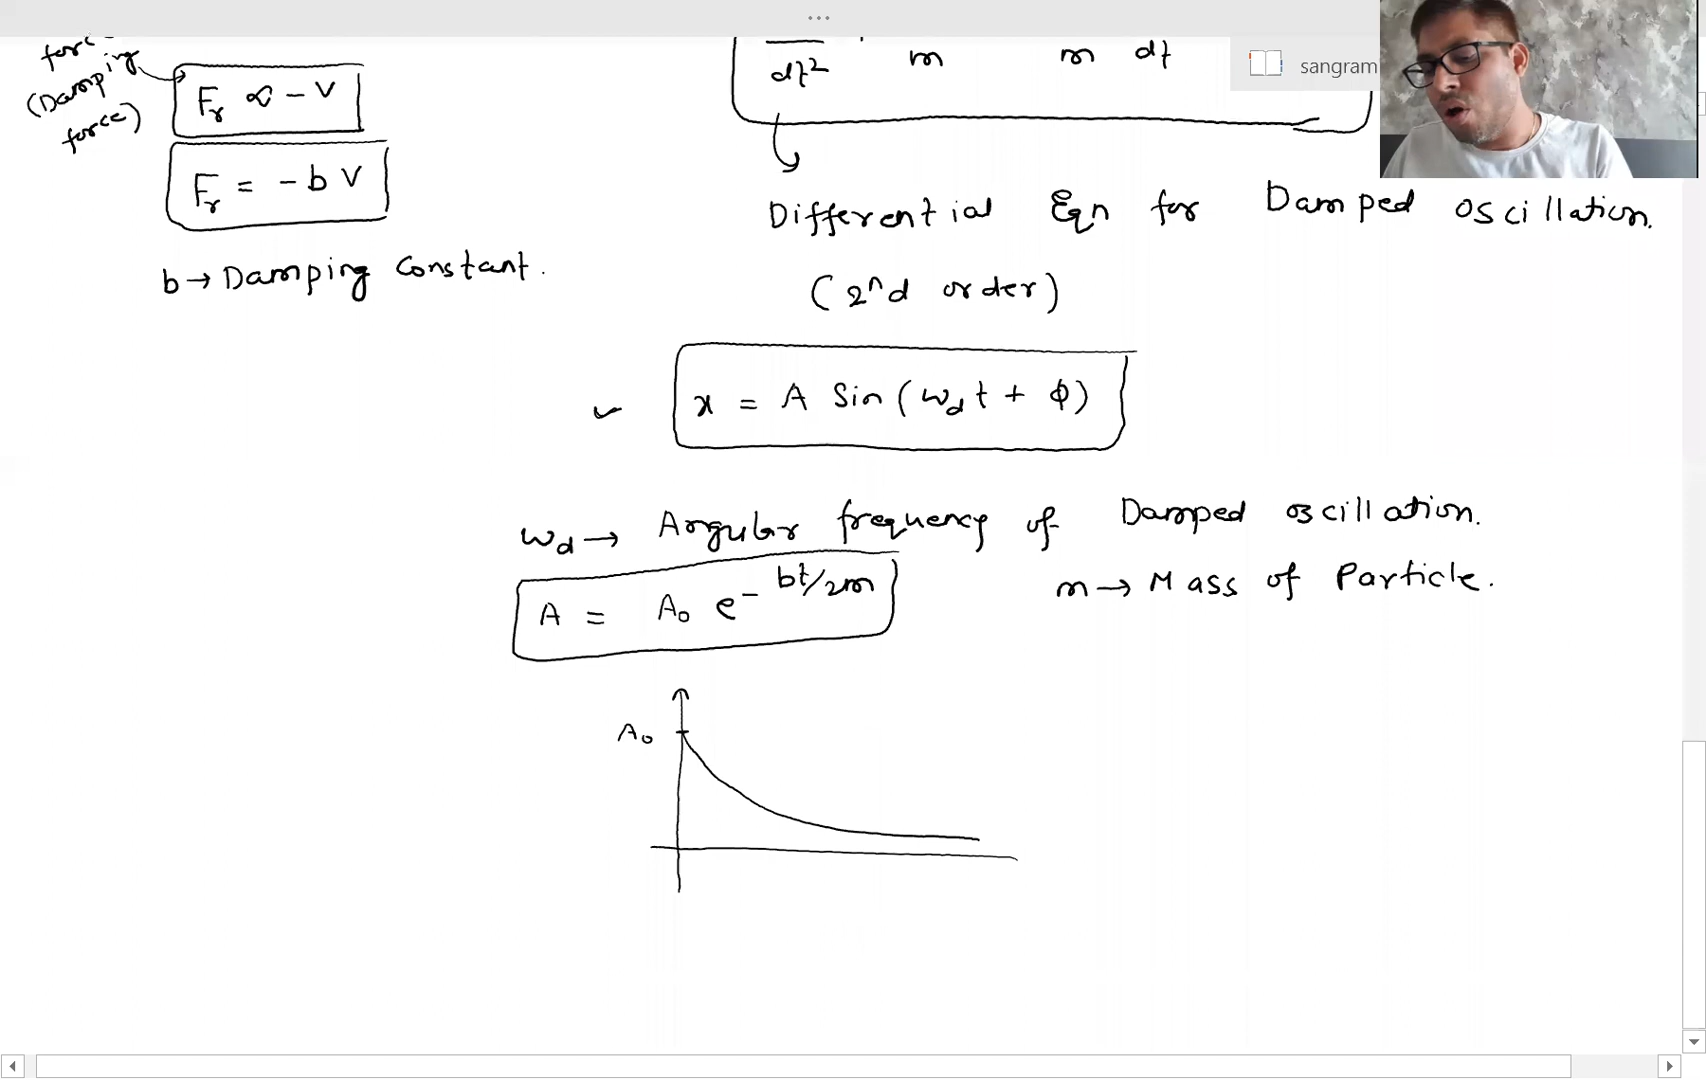 force
(Damping
force)
Fr ∝ - V
Fr = - b V
b → Damping Constant.
dt² m m dt
sangram
Differential Eqn for Damped oscillation.
(2nd order)
x = A Sin (ωd t + ϕ)
ωd → Angular frequency of Damped oscillation.
A = A₀ e^- bt/2m
m → Mass of Particle.
A₀